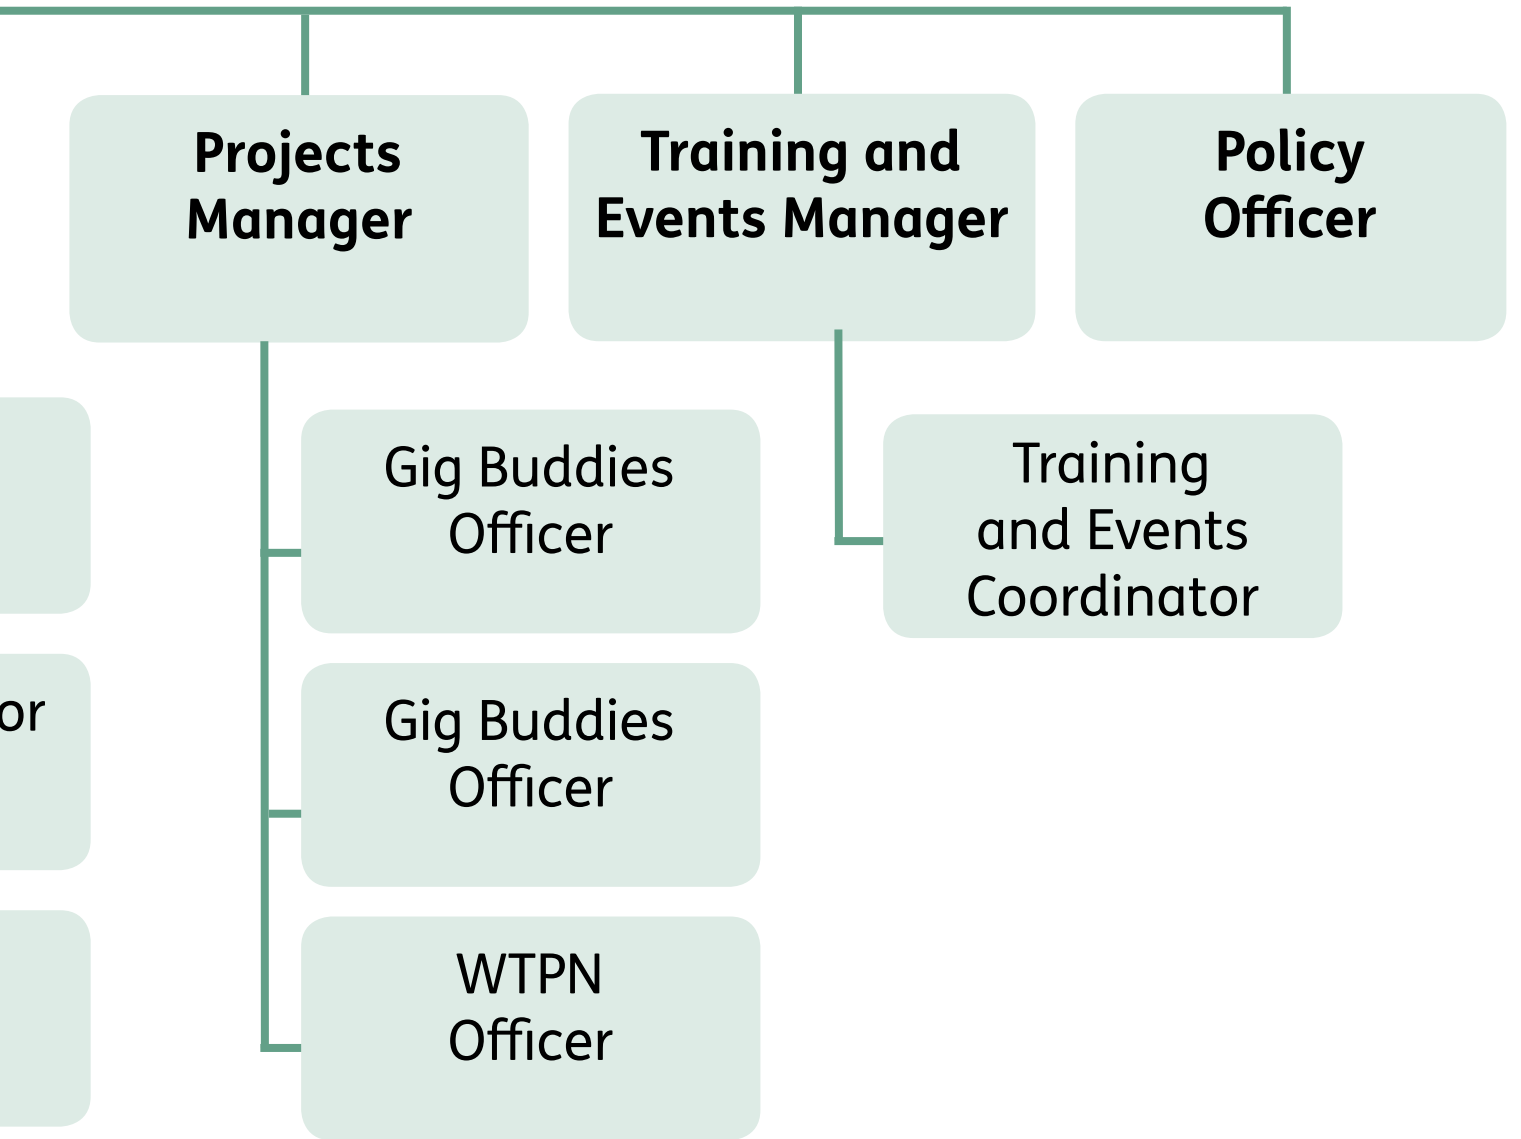 Projects
Manager
Training and
Events Manager
Policy
Officer
Gig Buddies
Officer
Training
and Events
Coordinator
or
Gig Buddies
Officer
WTPN
Officer